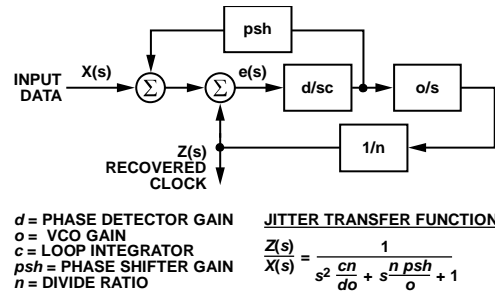 psh
X(s)
e(s)
INPUT
DATA
Σ
Σ
d/sc
o/s
Z(s)
RECOVERED
CLOCK
1/n
d = PHASE DETECTOR GAIN
o = VCO GAIN
c = LOOP INTEGRATOR
psh = PHASE SHIFTER GAIN
n = DIVIDE RATIO
JITTER TRANSFER FUNCTION
Z(s)/X(s) = 1/(s² cn/do + s n psh/o + 1)